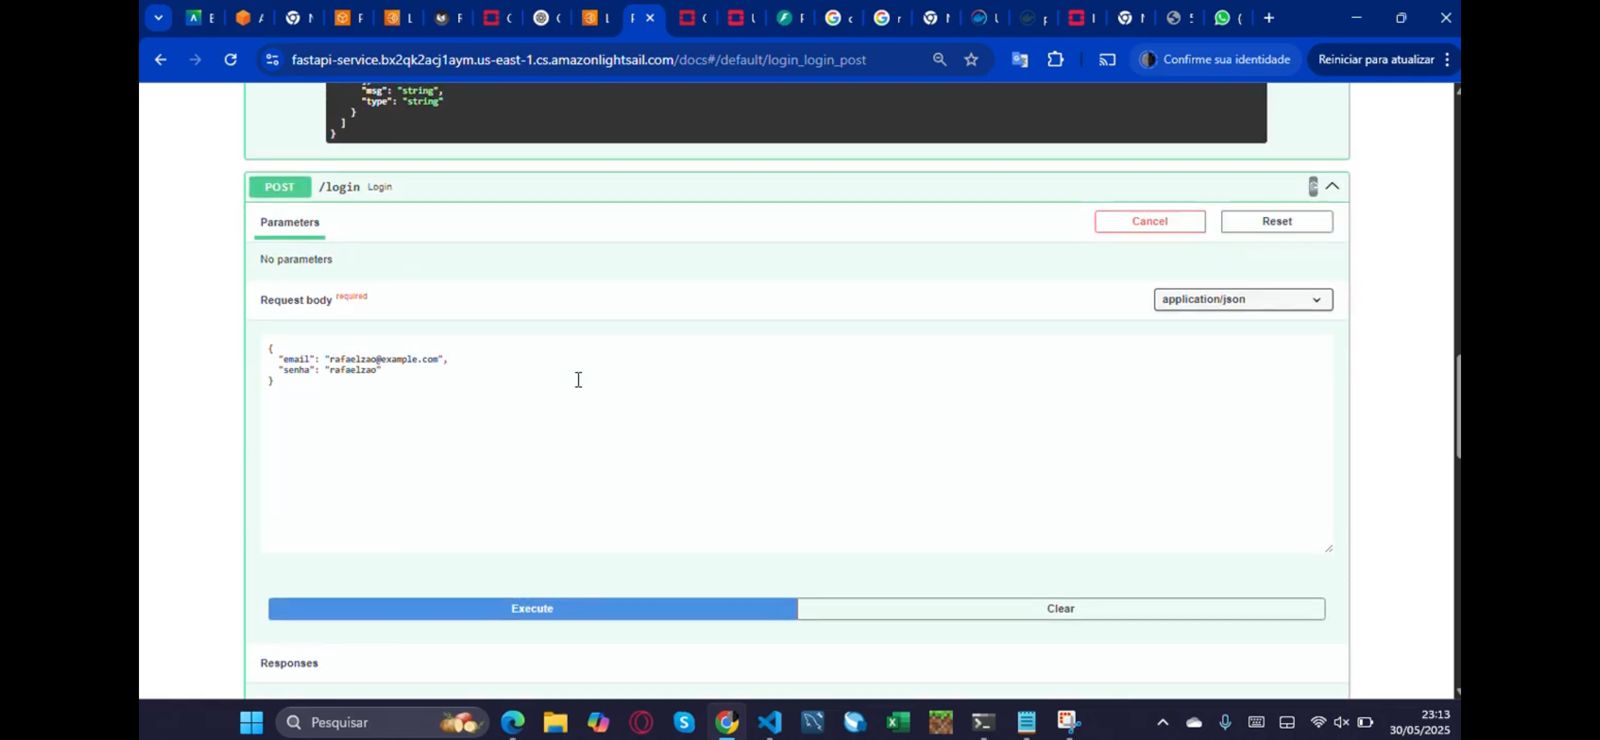 fastapi-service.bx2qk2acj1aym.us-east-1.cs.amazonlightsail.com/docs#/default/login_login_post
Confirme sua identidade
Reiniciar para atualizar
"msg": "string",
"type": "string"
}
]
}
POST /login Login
Parameters
Cancel
Reset
No parameters
Request body required
application/json
{
"email": "rafaelzao@example.com",
"senha": "rafaelzao"
}
Execute
Clear
Responses
Pesquisar
23:13
30/05/2025